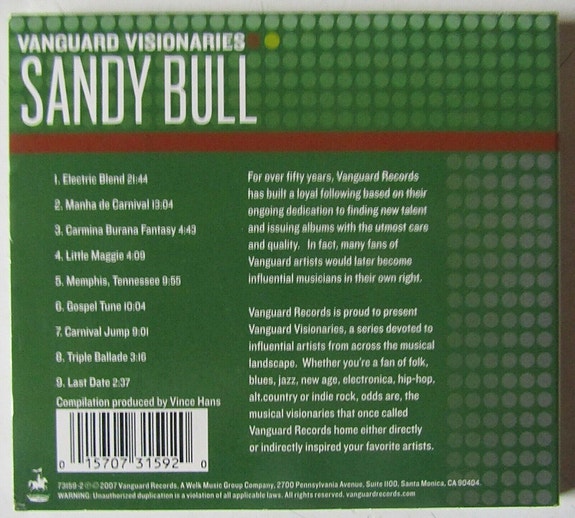 VANGUARD VISIONARIES
SANDY BULL
1. Electric Blend 21:44
2. Manha de Carnival 13:04
3. Carmina Burana Fantasy 4:43
4. Little Maggie 4:09
5. Memphis, Tennessee 9:55
6. Gospel Tune 10:04
7. Carnival Jump 9:01
8. Triple Ballade 3:16
9. Last Date 2:37
Compilation produced by Vince Hans
For over fifty years, Vanguard Records
has built a loyal following based on their
ongoing dedication to finding new talent
and issuing albums with the utmost care
and quality. In fact, many fans of
Vanguard artists would later become
influential musicians in their own right.
Vanguard Records is proud to present
Vanguard Visionaries, a series devoted to
influential artists from across the musical
landscape. Whether you're a fan of folk,
blues, jazz, new age, electronica, hip-hop,
alt.country or indie rock, odds are, the
musical visionaries that once called
Vanguard Records home either directly
or indirectly inspired your favorite artists.
0 15707 31592 0
73159-2 ℗© 2007 Vanguard Records. A Welk Music Group Company, 2700 Pennsylvania Avenue, Suite 1100, Santa Monica, CA 90404.
WARNING: Unauthorized duplication is a violation of all applicable laws. All rights reserved. vanguardrecords.com